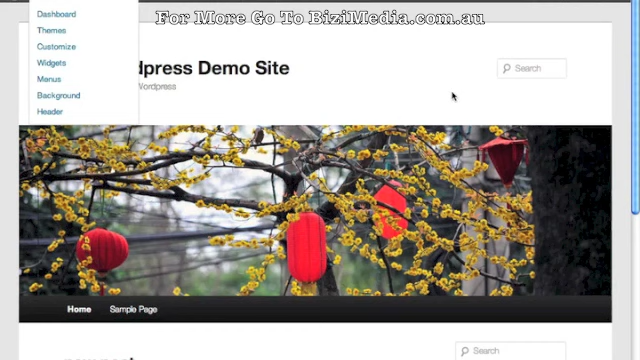 For More Go To BiziMedia.com.au
Dashboard
Themes
Customize
Widgets
Menus
Background
Header
dpress Demo Site
Wordpress
Search
Home Sample Page
Search